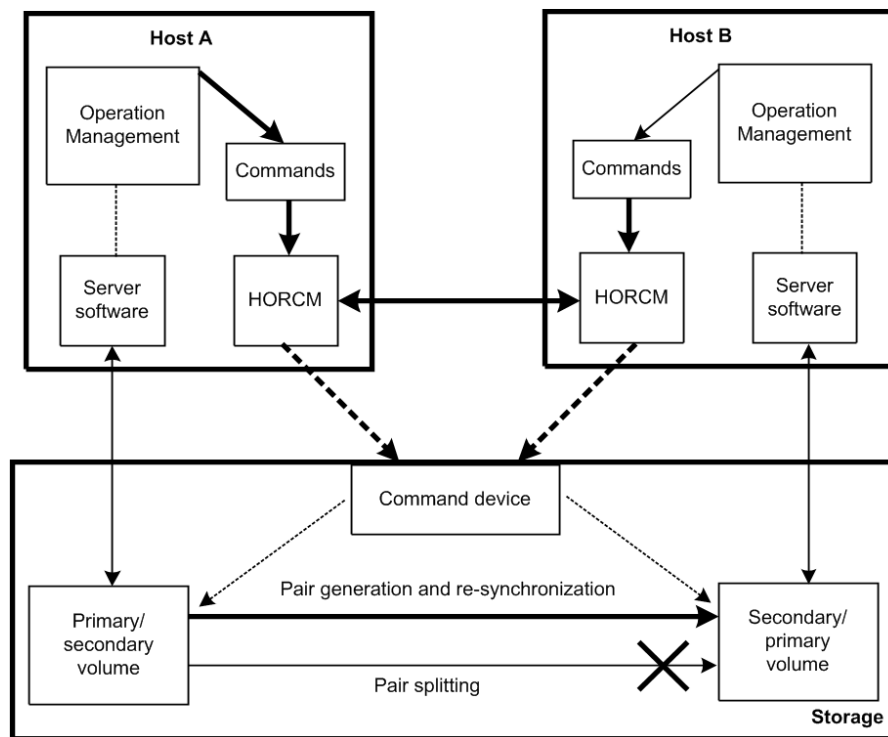 Host A
Operation
Management
Commands
Server
software
HORCM
Host B
Operation
Management
Commands
HORCM
Server
software
Command device
Pair generation and re-synchronization
Primary/
secondary
volume
Secondary/
primary
volume
Pair splitting
Storage